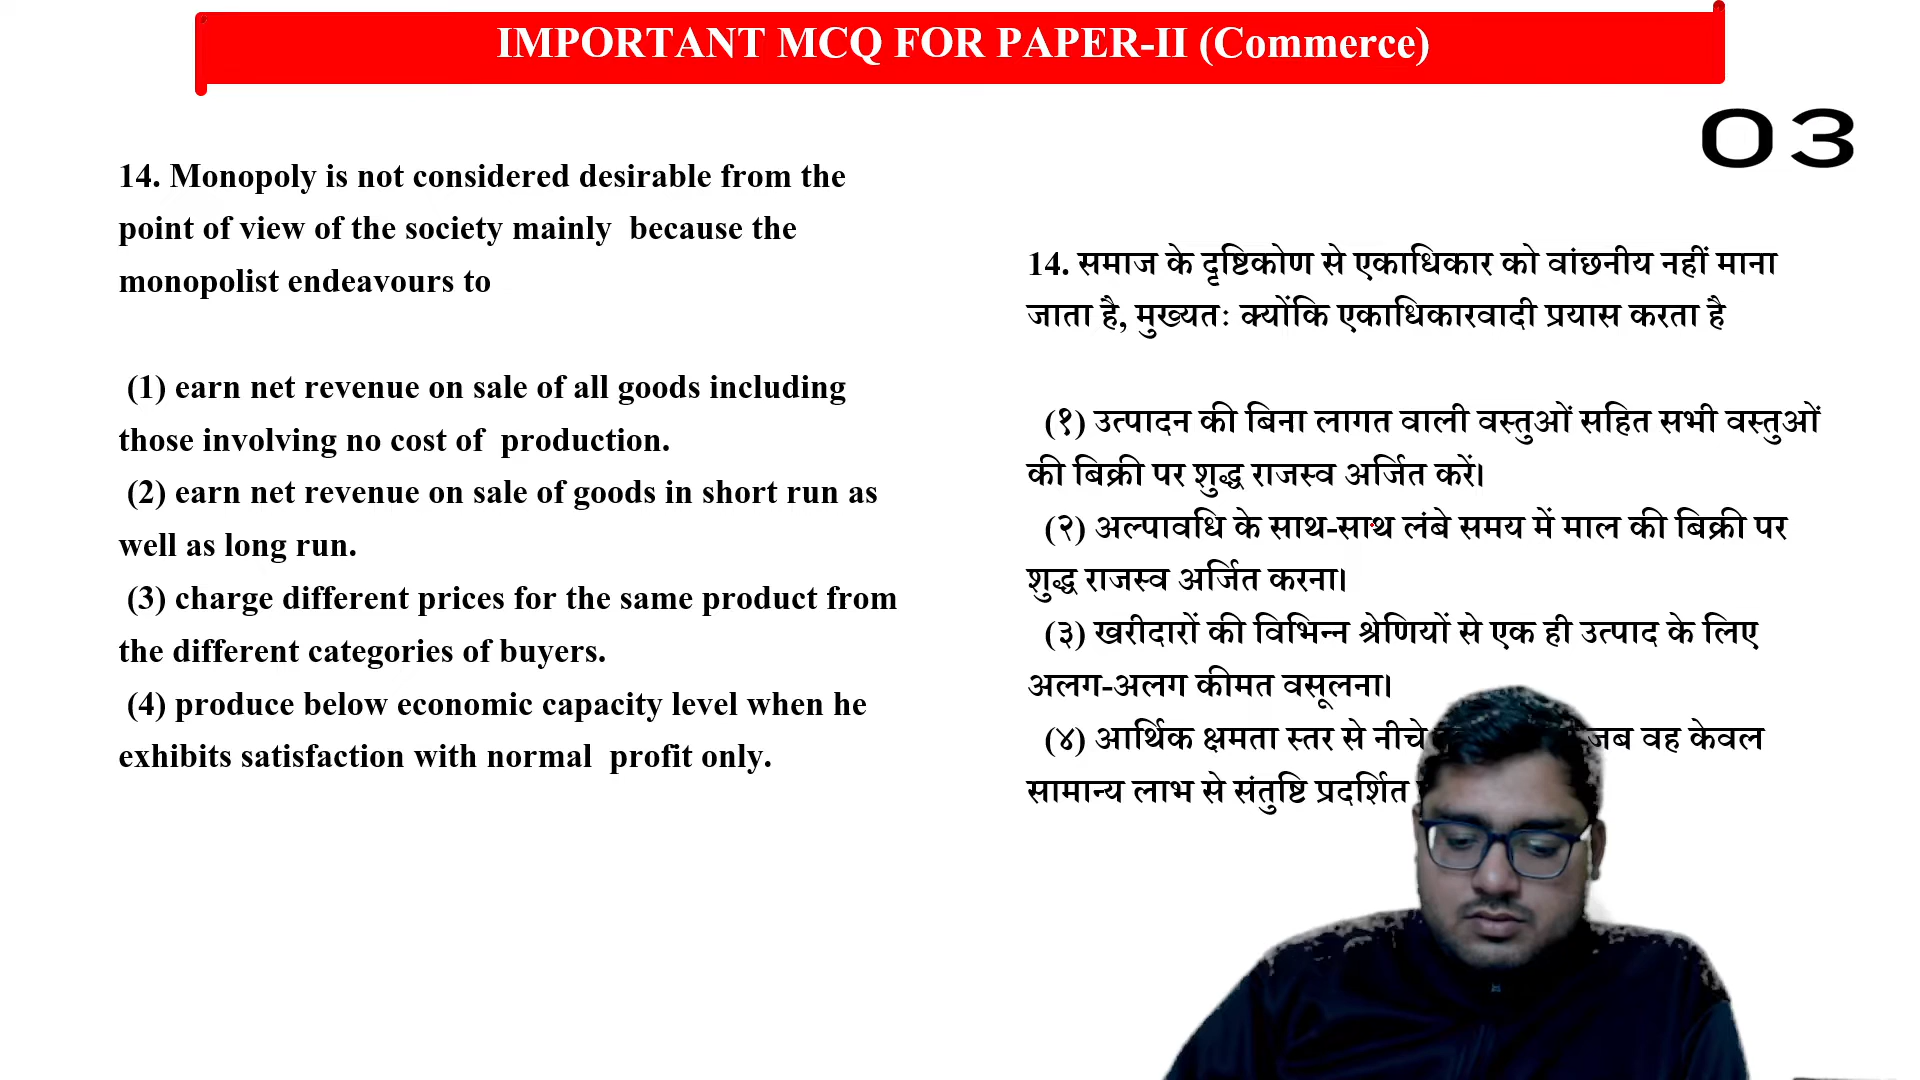 IMPORTANT MCQ FOR PAPER-II (Commerce)
03
14. Monopoly is not considered desirable from the
point of view of the society mainly because the
monopolist endeavours to
(1) earn net revenue on sale of all goods including
those involving no cost of production.
(2) earn net revenue on sale of goods in short run as
well as long run.
(3) charge different prices for the same product from
the different categories of buyers.
(4) produce below economic capacity level when he
exhibits satisfaction with normal profit only.
14. समाज के दृष्टिकोण से एकाधिकार को वांछनीय नहीं माना
जाता है, मुख्यतः क्योंकि एकाधिकारवादी प्रयास करता है
(१) उत्पादन की बिना लागत वाली वस्तुओं सहित सभी वस्तुओं
की बिक्री पर शुद्ध राजस्व अर्जित करें।
(२) अल्पावधि के साथ-साथ लंबे समय में माल की बिक्री पर
शुद्ध राजस्व अर्जित करना।
(३) खरीदारों की विभिन्न श्रेणियों से एक ही उत्पाद के लिए
अलग-अलग कीमत वसूलना।
(४) आर्थिक क्षमता स्तर से नीचे जब वह केवल
सामान्य लाभ से संतुष्टि प्रदर्शित